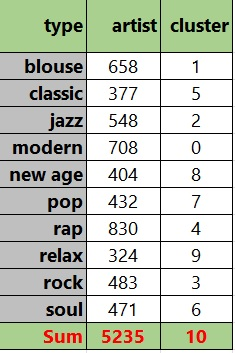 type artist cluster
blouse 658 1
classic 377 5
jazz 548 2
modern 708 0
new age 404 8
pop 432 7
rap 830 4
relax 324 9
rock 483 3
soul 471 6
Sum 5235 10